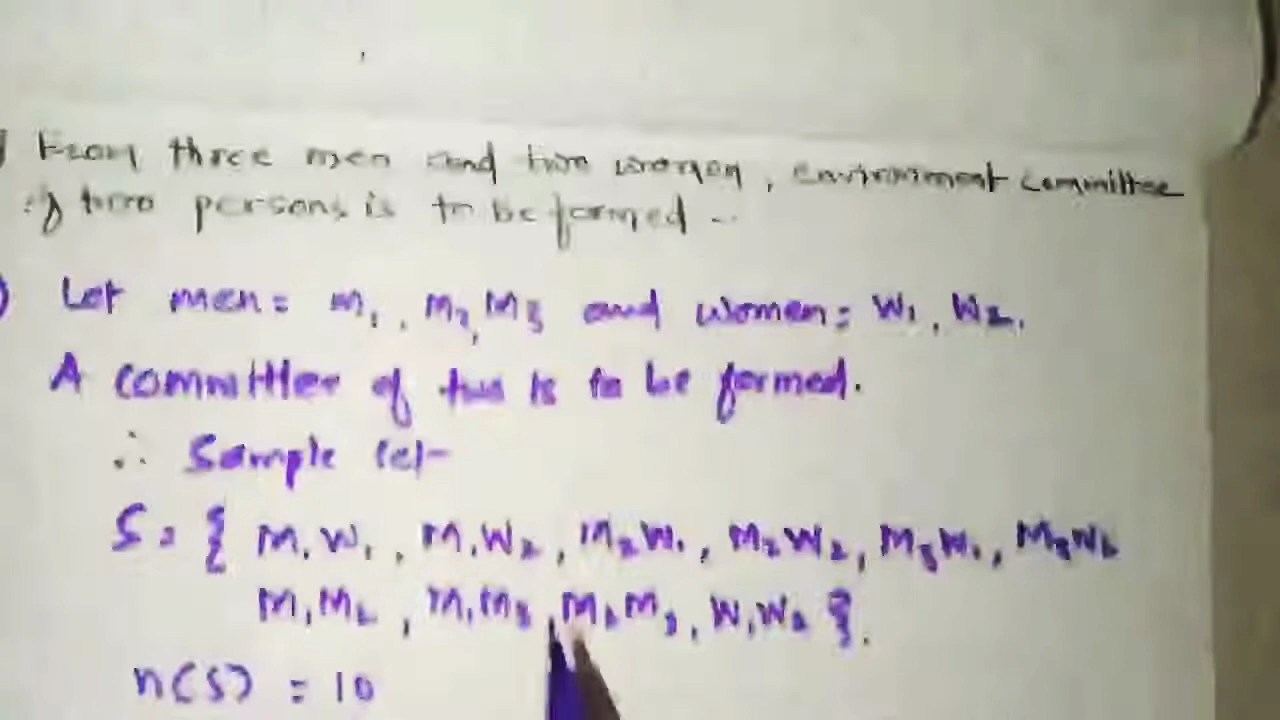 From three men and two women, environment committee
of two persons is to be formed..
) Let men = m₁, m₂, m₃ and women = W₁, W₂.
A committee of two is to be formed.
∴ Sample set
S = { M₁W₁, M₁W₂, M₂W₁, M₂W₂, M₃W₁, M₃W₂
M₁M₂, M₁M₃, M₂M₃, W₁W₂ }.
n(S) = 10